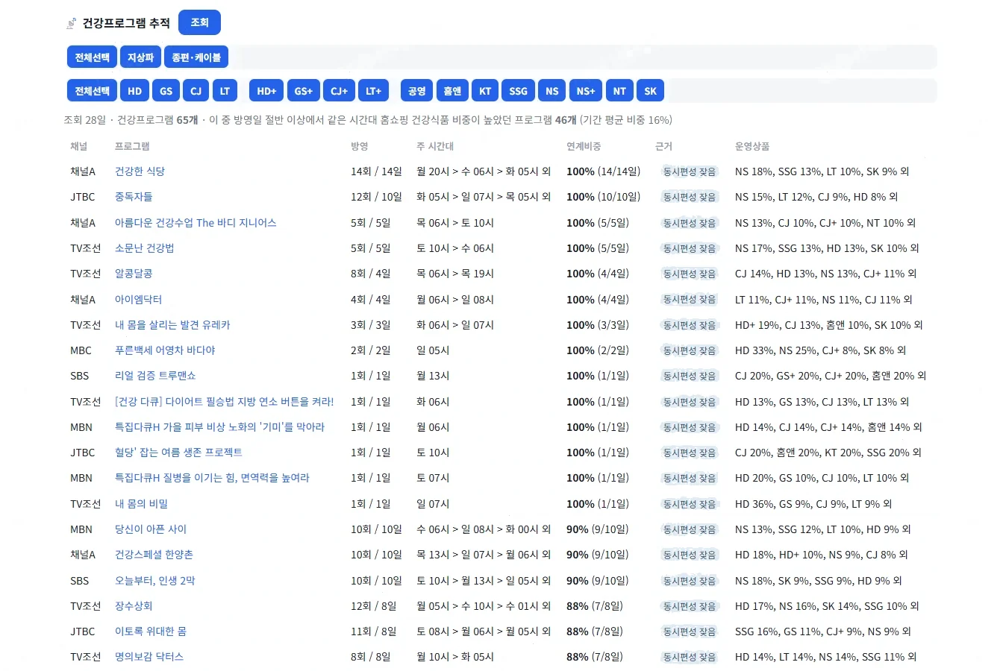 건강프로그램 추적 조회
전체선택 지상파 종편·케이블
전체선택 HD GS CJ LT HD+ GS+ CJ+ LT+ 공영 홈앤 KT SSG NS NS+ NT SK
조회 28일 · 건강프로그램 65개 · 이 중 방영일 절반 이상에서 같은 시간대 홈쇼핑 건강식품 비중이 높았던 프로그램 46개 (기간 평균 비중 16%)
채널 프로그램 방영 주 시간대 연계비중 근거 운영상품
채널A 건강한 식당 14회 / 14일 월 20시 > 수 06시 > 화 05시 외 100% (14/14일) 동시편성 잦음 NS 18%, SSG 13%, LT 10%, SK 9% 외
JTBC 중독자들 12회 / 10일 화 05시 > 일 07시 > 목 05시 외 100% (10/10일) 동시편성 잦음 NS 15%, LT 12%, CJ 9%, HD 8% 외
채널A 아름다운 건강수업 The 바디 지니어스 5회 / 5일 목 06시 > 토 10시 100% (5/5일) 동시편성 잦음 NS 13%, CJ 10%, CJ+ 10%, NT 10% 외
TV조선 소문난 건강법 5회 / 5일 토 10시 > 수 06시 100% (5/5일) 동시편성 잦음 NS 17%, SSG 13%, HD 13%, SK 10% 외
TV조선 알콩달콩 8회 / 4일 목 06시 > 목 19시 100% (4/4일) 동시편성 잦음 CJ 14%, HD 13%, NS 13%, CJ+ 11% 외
채널A 아이엠닥터 4회 / 4일 월 06시 > 일 08시 100% (4/4일) 동시편성 잦음 LT 11%, CJ+ 11%, NS 11%, CJ 11% 외
TV조선 내 몸을 살리는 발견 유레카 3회 / 3일 화 06시 > 일 07시 100% (3/3일) 동시편성 잦음 HD+ 19%, CJ 13%, 홈앤 10%, SK 10% 외
MBC 푸른백세 어영차 바다야 2회 / 2일 일 05시 100% (2/2일) 동시편성 잦음 HD 33%, NS 25%, CJ+ 8%, SK 8% 외
SBS 리얼 검증 트루맨쇼 1회 / 1일 월 13시 100% (1/1일) 동시편성 잦음 CJ 20%, GS+ 20%, CJ+ 20%, 홈앤 20% 외
TV조선 [건강 다큐] 다이어트 필승법 지방 연소 버튼을 켜라! 1회 / 1일 화 06시 100% (1/1일) 동시편성 잦음 HD 13%, GS 13%, CJ 13%, LT 13% 외
MBN 특집다큐H 가을 피부 비상 노화의 '기미'를 막아라 1회 / 1일 월 06시 100% (1/1일) 동시편성 잦음 HD 14%, CJ 14%, CJ+ 14%, 홈앤 14% 외
JTBC 혈당' 잡는 여름 생존 프로젝트 1회 / 1일 토 10시 100% (1/1일) 동시편성 잦음 CJ 20%, 홈앤 20%, KT 20%, SSG 20% 외
MBN 특집다큐H 질병을 이기는 힘, 면역력을 높여라 1회 / 1일 토 07시 100% (1/1일) 동시편성 잦음 HD 20%, GS 10%, CJ 10%, LT 10% 외
TV조선 내 몸의 비밀 1회 / 1일 일 07시 100% (1/1일) 동시편성 잦음 HD 36%, GS 9%, CJ 9%, LT 9% 외
MBN 당신이 아픈 사이 10회 / 10일 수 06시 > 일 08시 > 화 00시 외 90% (9/10일) 동시편성 잦음 NS 13%, SSG 12%, LT 10%, HD 9% 외
채널A 건강스페셜 한양촌 10회 / 10일 목 13시 > 일 07시 > 월 06시 외 90% (9/10일) 동시편성 잦음 HD 18%, HD+ 10%, NS 9%, CJ 8% 외
SBS 오늘부터, 인생 2막 10회 / 10일 토 10시 > 월 13시 > 일 05시 외 90% (9/10일) 동시편성 잦음 NS 18%, SK 9%, SSG 9%, HD 9% 외
TV조선 장수상회 12회 / 8일 월 05시 > 수 10시 > 수 01시 외 88% (7/8일) 동시편성 잦음 HD 17%, NS 16%, SK 14%, SSG 10% 외
JTBC 이토록 위대한 몸 11회 / 8일 토 08시 > 월 06시 > 월 05시 외 88% (7/8일) 동시편성 잦음 SSG 16%, GS 11%, CJ+ 9%, NS 9% 외
TV조선 명의보감 닥터스 8회 / 8일 월 10시 > 화 05시 88% (7/8일) 동시편성 잦음 HD 14%, LT 14%, NS 14%, SSG 11% 외